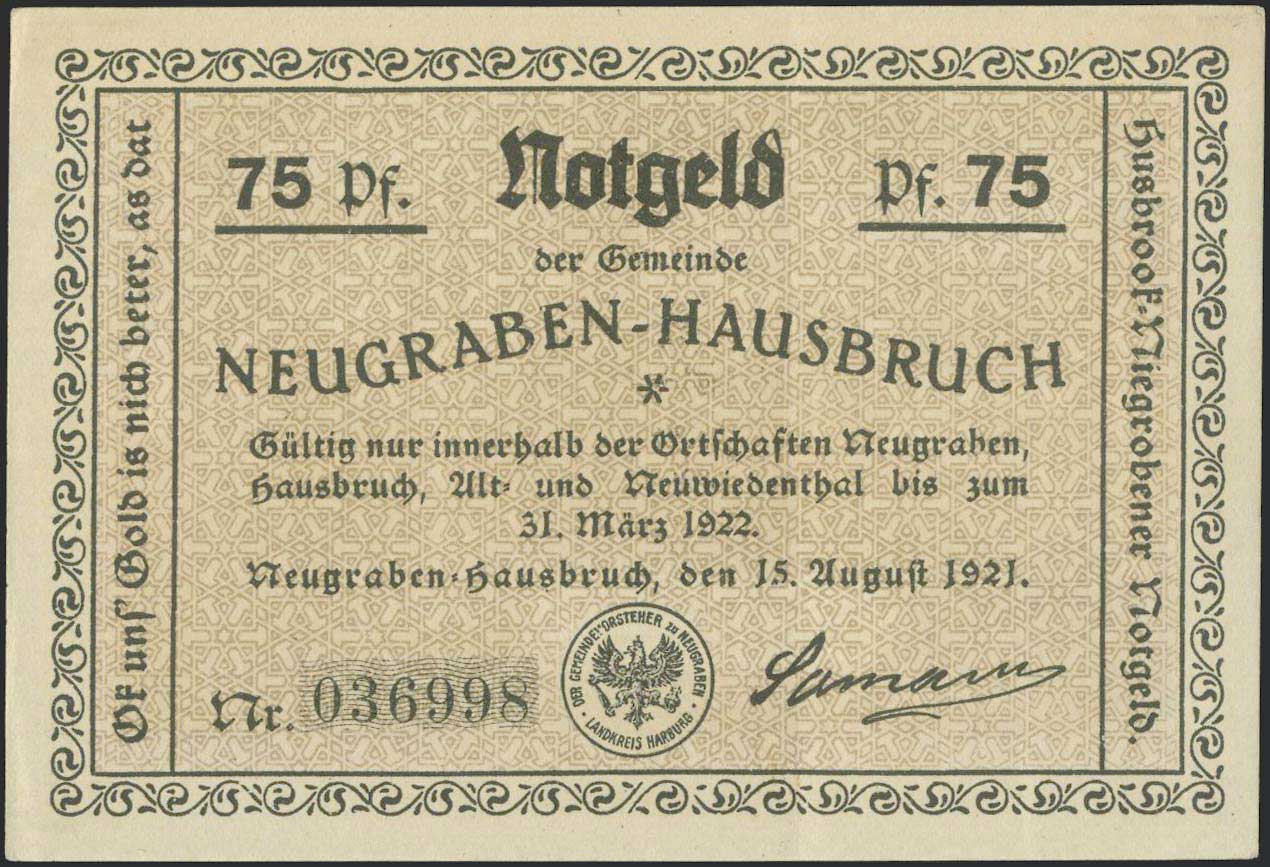 Ok uns' Gold is nich beter, as dat
75 Pf. Notgeld Pf. 75
der Gemeinde
NEUGRABEN-HAUSBRUCH
*
Gültig nur innerhalb der Ortschaften Neugraben,
Hausbruch, Alt- und Neuwiedenthal bis zum
31. März 1922.
Neugraben-Hausbruch, den 15. August 1921.
Nr. 036998
DER GEMEINDEVORSTEHER zu NEUGRABEN
· LANDKREIS HARBURG ·
Husbrook-Niegrobener Notgeld.